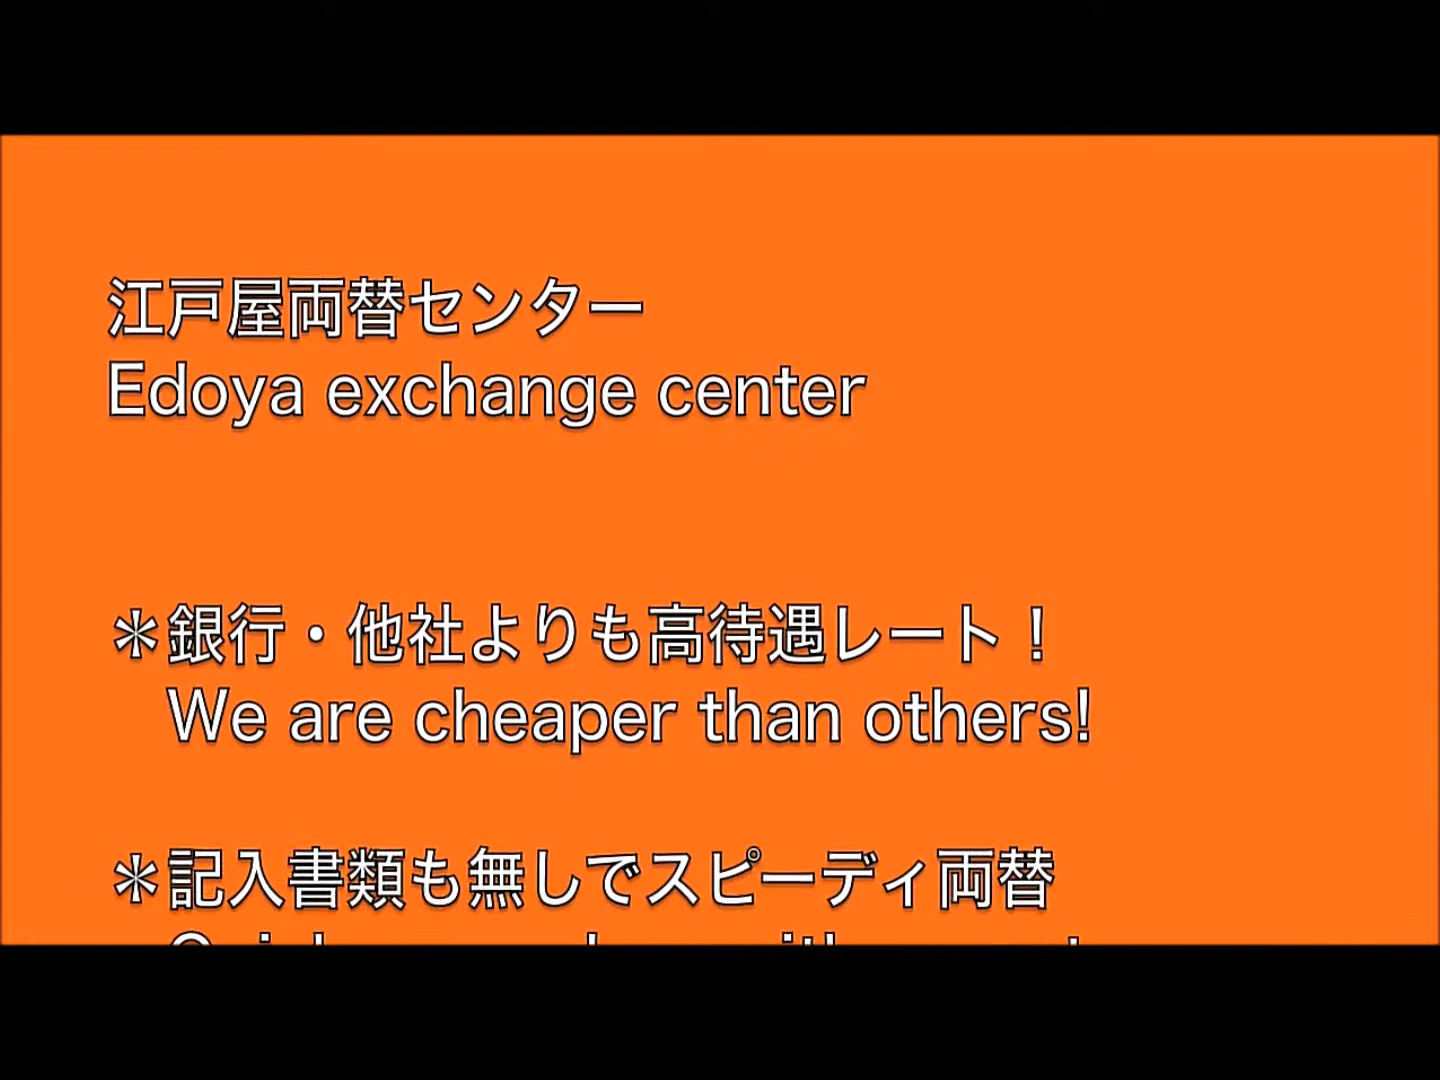 江戸屋両替センター
Edoya exchange center
＊銀行・他社よりも高待遇レート！
We are cheaper than others!
＊記入書類も無しでスピーディ両替